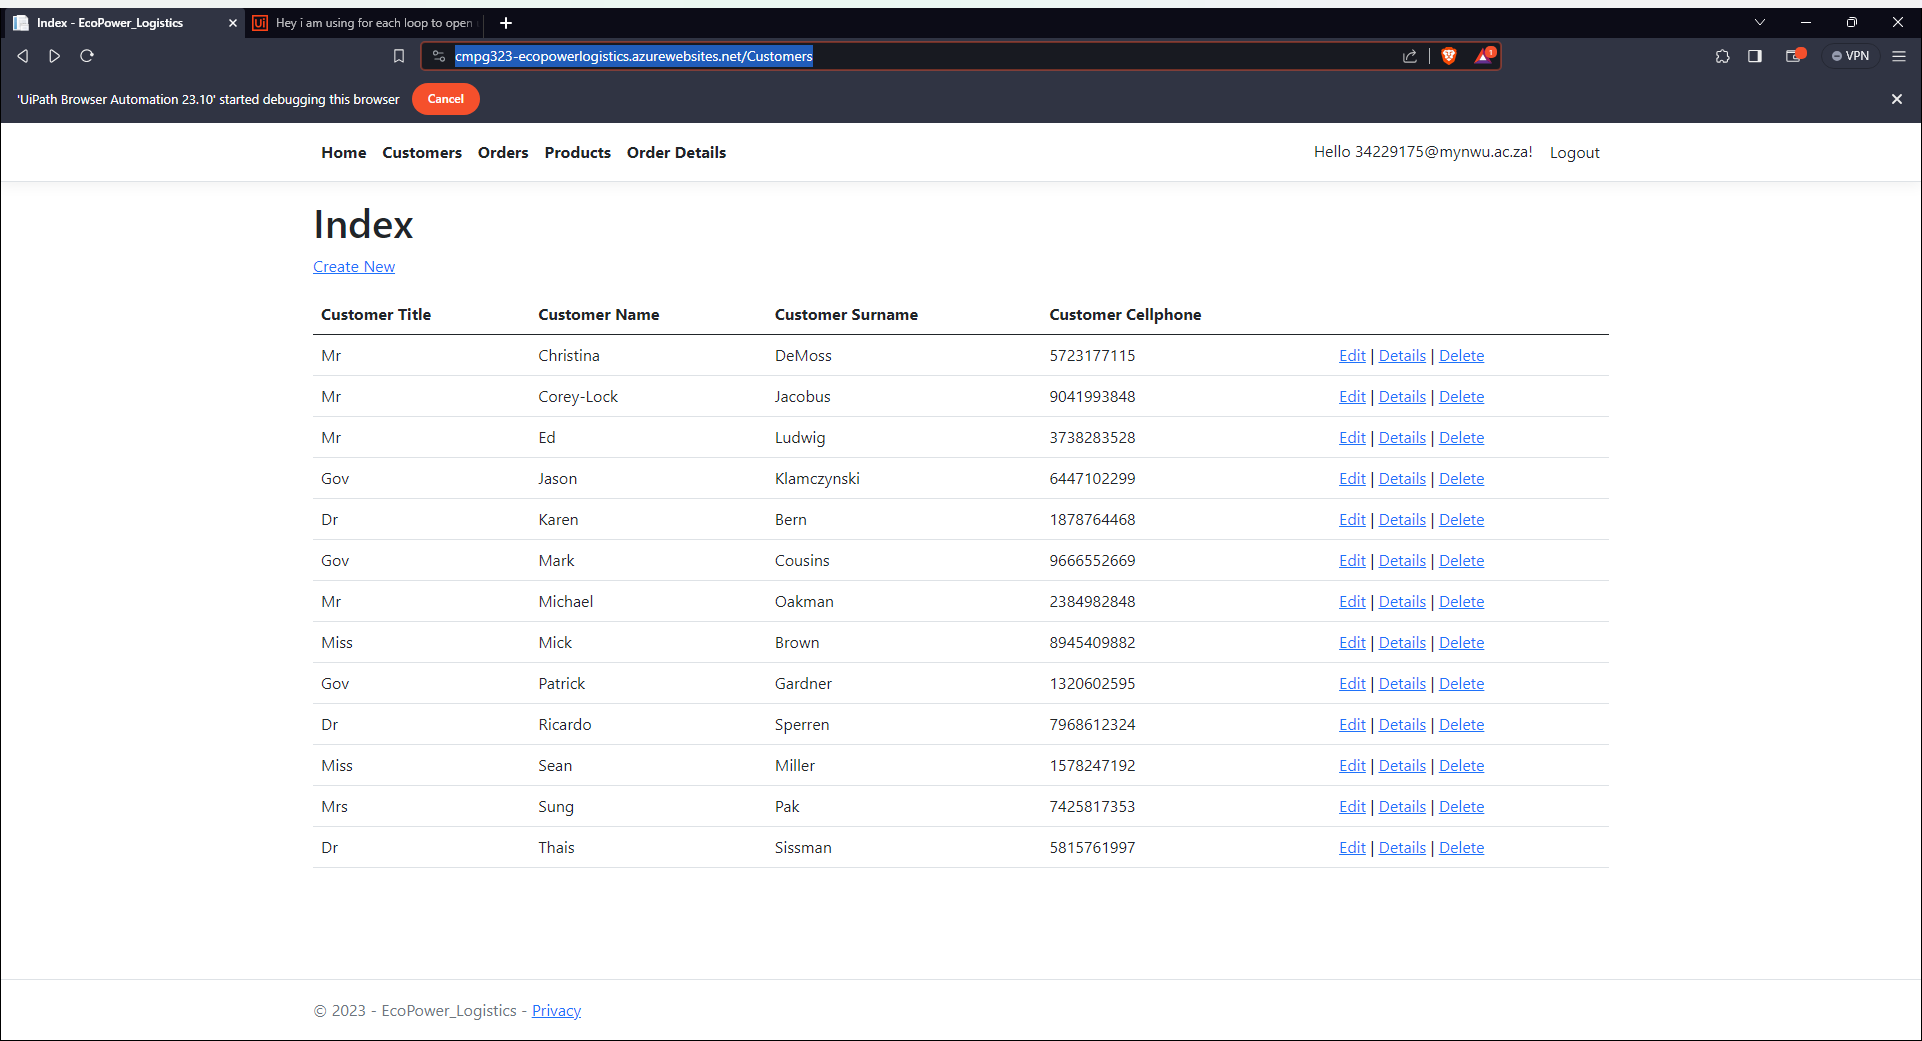 Index - EcoPower_Logistics
Hey i am using for each loop to open
cmpg323-ecopowerlogistics.azurewebsites.net/Customers
1
VPN
'UiPath Browser Automation 23.10' started debugging this browser Cancel
Home Customers Orders Products Order Details Hello 34229175@mynwu.ac.za! Logout
Index
Create New
Customer Title Customer Name Customer Surname Customer Cellphone
Mr Christina DeMoss 5723177115 Edit | Details | Delete
Mr Corey-Lock Jacobus 9041993848 Edit | Details | Delete
Mr Ed Ludwig 3738283528 Edit | Details | Delete
Gov Jason Klamczynski 6447102299 Edit | Details | Delete
Dr Karen Bern 1878764468 Edit | Details | Delete
Gov Mark Cousins 9666552669 Edit | Details | Delete
Mr Michael Oakman 2384982848 Edit | Details | Delete
Miss Mick Brown 8945409882 Edit | Details | Delete
Gov Patrick Gardner 1320602595 Edit | Details | Delete
Dr Ricardo Sperren 7968612324 Edit | Details | Delete
Miss Sean Miller 1578247192 Edit | Details | Delete
Mrs Sung Pak 7425817353 Edit | Details | Delete
Dr Thais Sissman 5815761997 Edit | Details | Delete
© 2023 - EcoPower_Logistics - Privacy